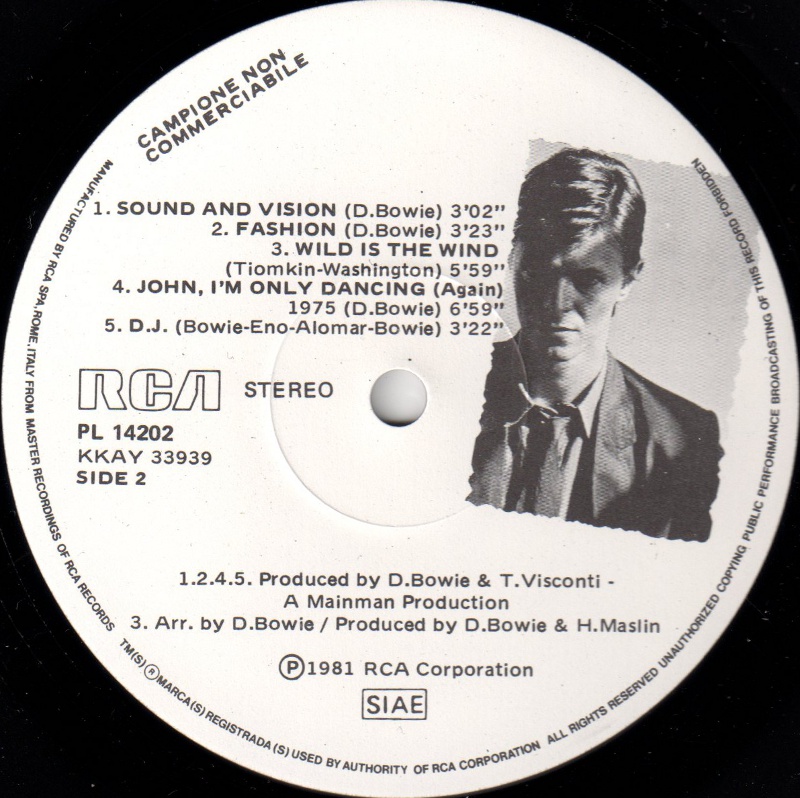 CAMPIONE NON
COMMERCIABILE
1. SOUND AND VISION (D.Bowie) 3'02"
2. FASHION (D.Bowie) 3'23"
3. WILD IS THE WIND
(Tiomkin-Washington) 5'59"
4. JOHN, I'M ONLY DANCING (Again)
1975 (D.Bowie) 6'59"
5. D.J. (Bowie-Eno-Alomar-Bowie) 3'22"
RCA STEREO
PL 14202
KKAY 33939
SIDE 2
1.2.4.5. Produced by D.Bowie & T.Visconti -
A Mainman Production
3. Arr. by D.Bowie / Produced by D.Bowie & H.Maslin
Ⓟ1981 RCA Corporation
SIAE
MANUFACTURED BY RCA SPA, ROME, ITALY FROM MASTER RECORDINGS OF RCA RECORDS TM(S) ® MARCA(S) REGISTRADA(S) USED BY AUTHORITY OF RCA CORPORATION ALL RIGHTS RESERVED UNAUTHORIZED COPYING PUBLIC PERFORMANCE BROADCASTING OF THIS RECORD FORBIDDEN